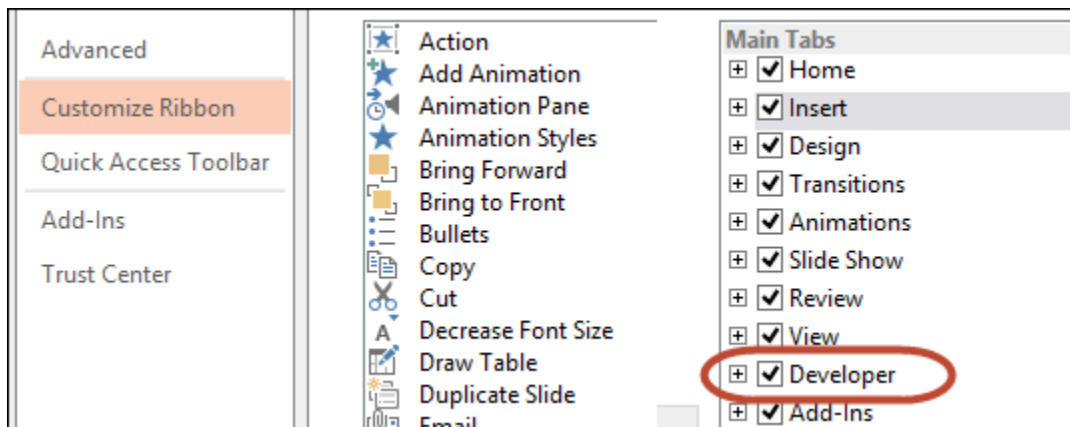 Advanced
Customize Ribbon
Quick Access Toolbar
Add-Ins
Trust Center
Action
Add Animation
Animation Pane
Animation Styles
Bring Forward
Bring to Front
Bullets
Copy
Cut
Decrease Font Size
Draw Table
Duplicate Slide
Email
Main Tabs
Home
Insert
Design
Transitions
Animations
Slide Show
Review
View
Developer
Add-Ins